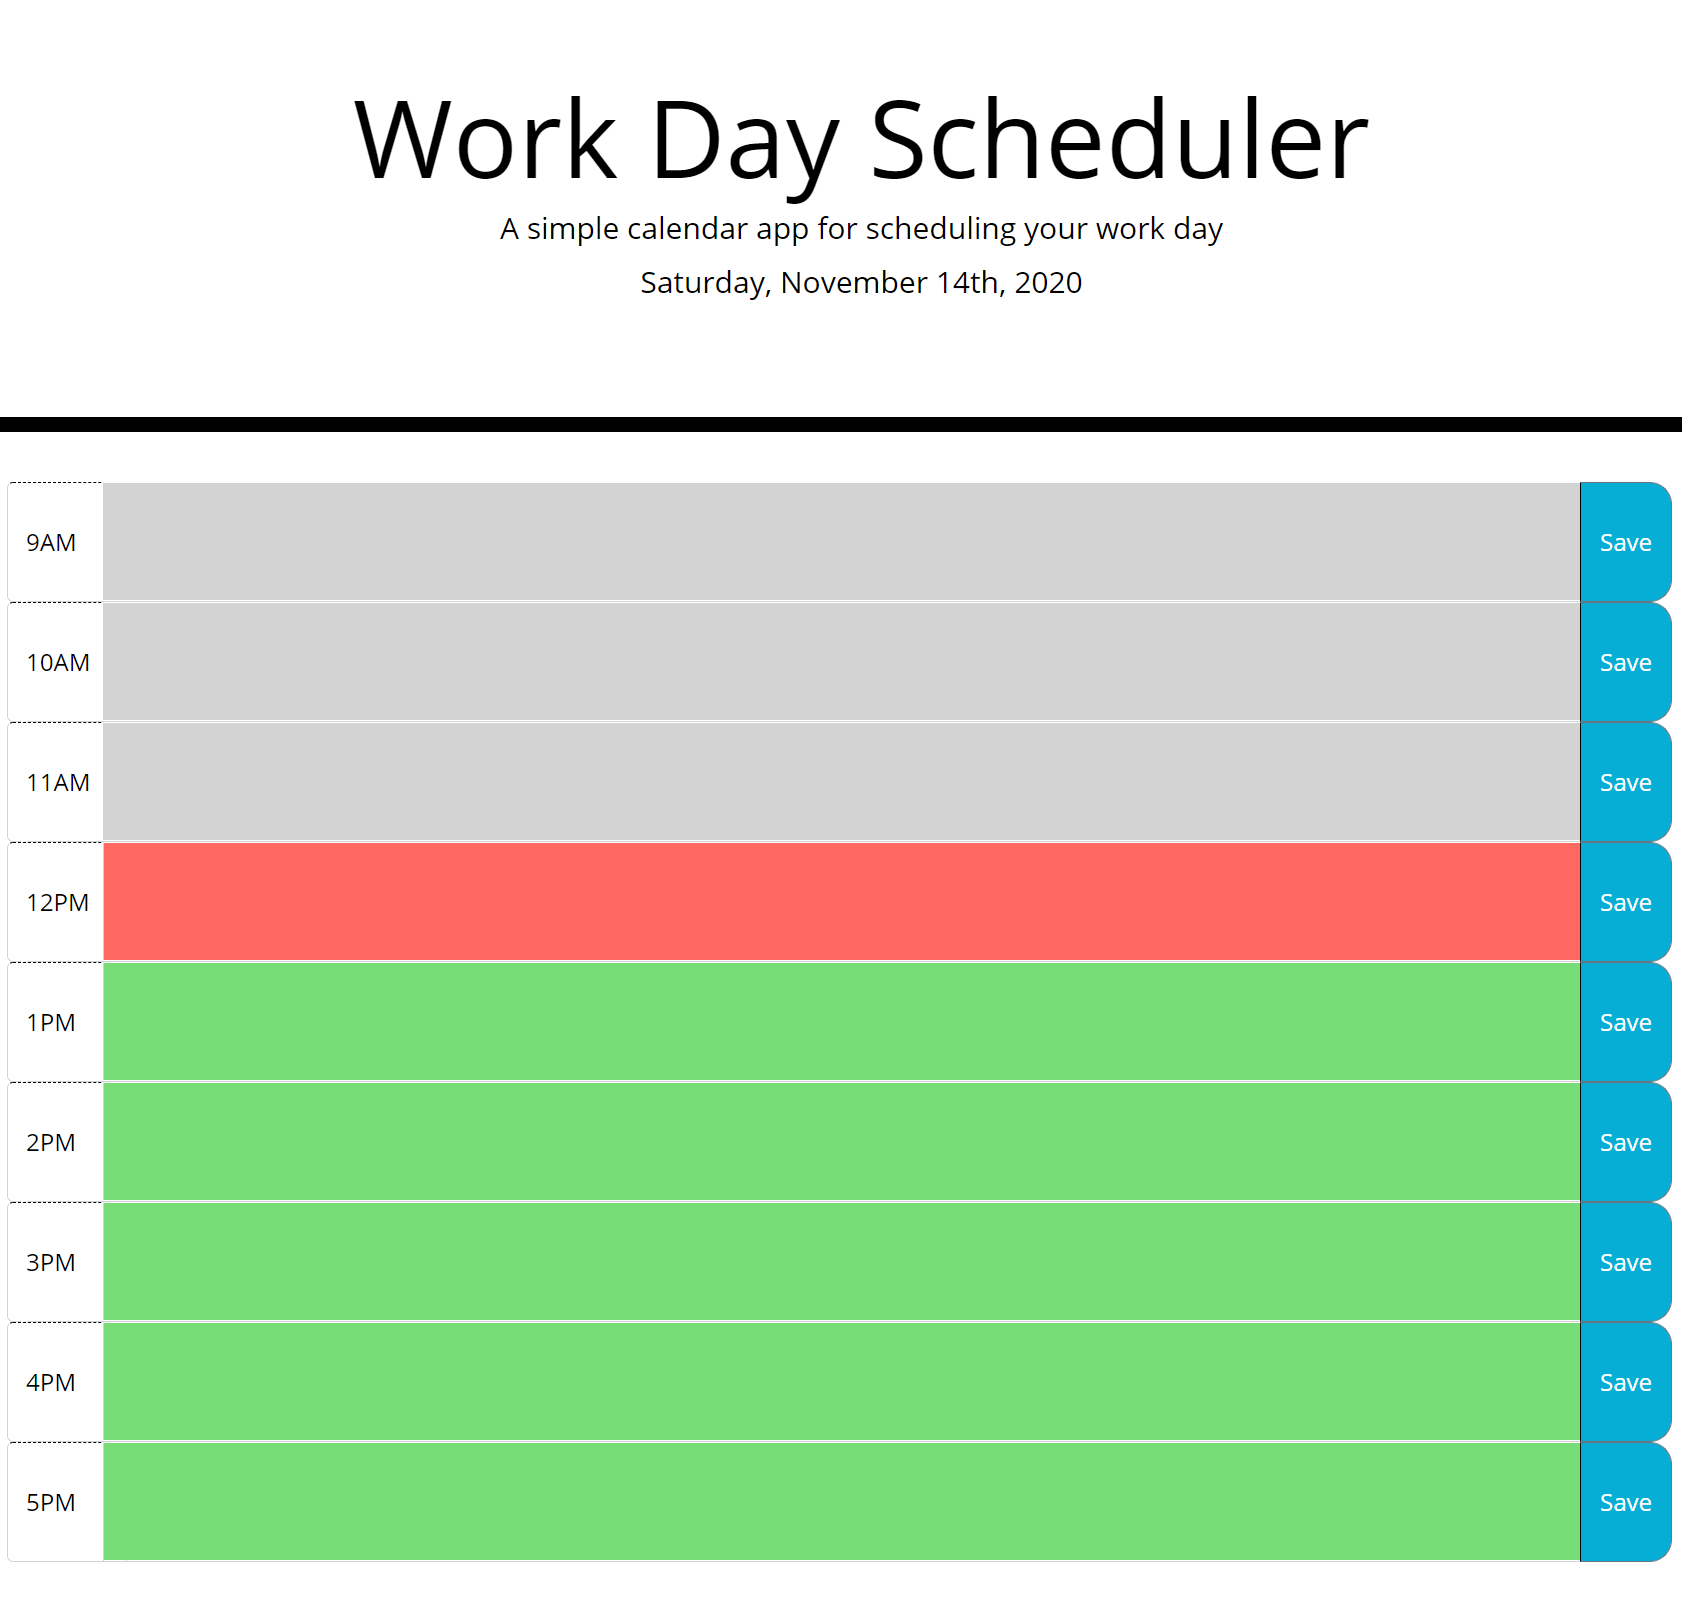 Work Day Scheduler
A simple calendar app for scheduling your work day
Saturday, November 14th, 2020
9AM Save
10AM Save
11AM Save
12PM Save
1PM Save
2PM Save
3PM Save
4PM Save
5PM Save